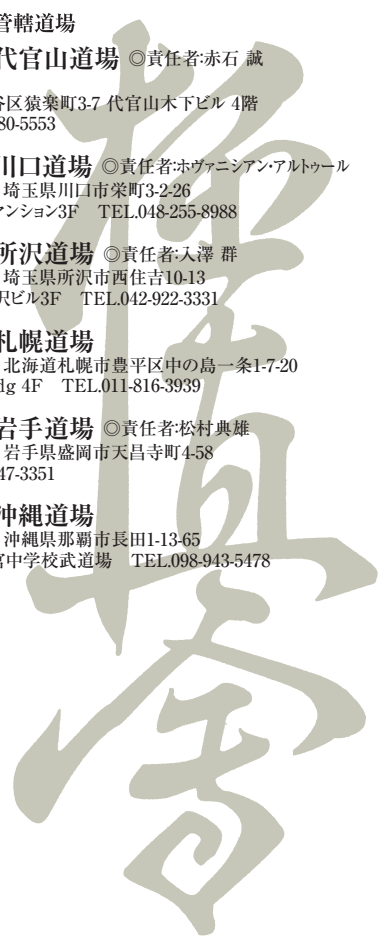 管轄道場
代官山道場 ◎責任者:赤石 誠
谷区猿楽町3-7 代官山木下ビル 4階
80-5553
川口道場 ◎責任者:ホヴァニシアン・アルトゥール
埼玉県川口市栄町3-2-26
マンション3F TEL.048-255-8988
所沢道場 ◎責任者:入澤 群
埼玉県所沢市西住吉10-13
沢ビル3F TEL.042-922-3331
札幌道場
北海道札幌市豊平区中の島一条1-7-20
dg 4F TEL.011-816-3939
岩手道場 ◎責任者:松村典雄
岩手県盛岡市天昌寺町4-58
47-3351
沖縄道場
沖縄県那覇市長田1-13-65
宮中学校武道場 TEL.098-943-5478
極真会